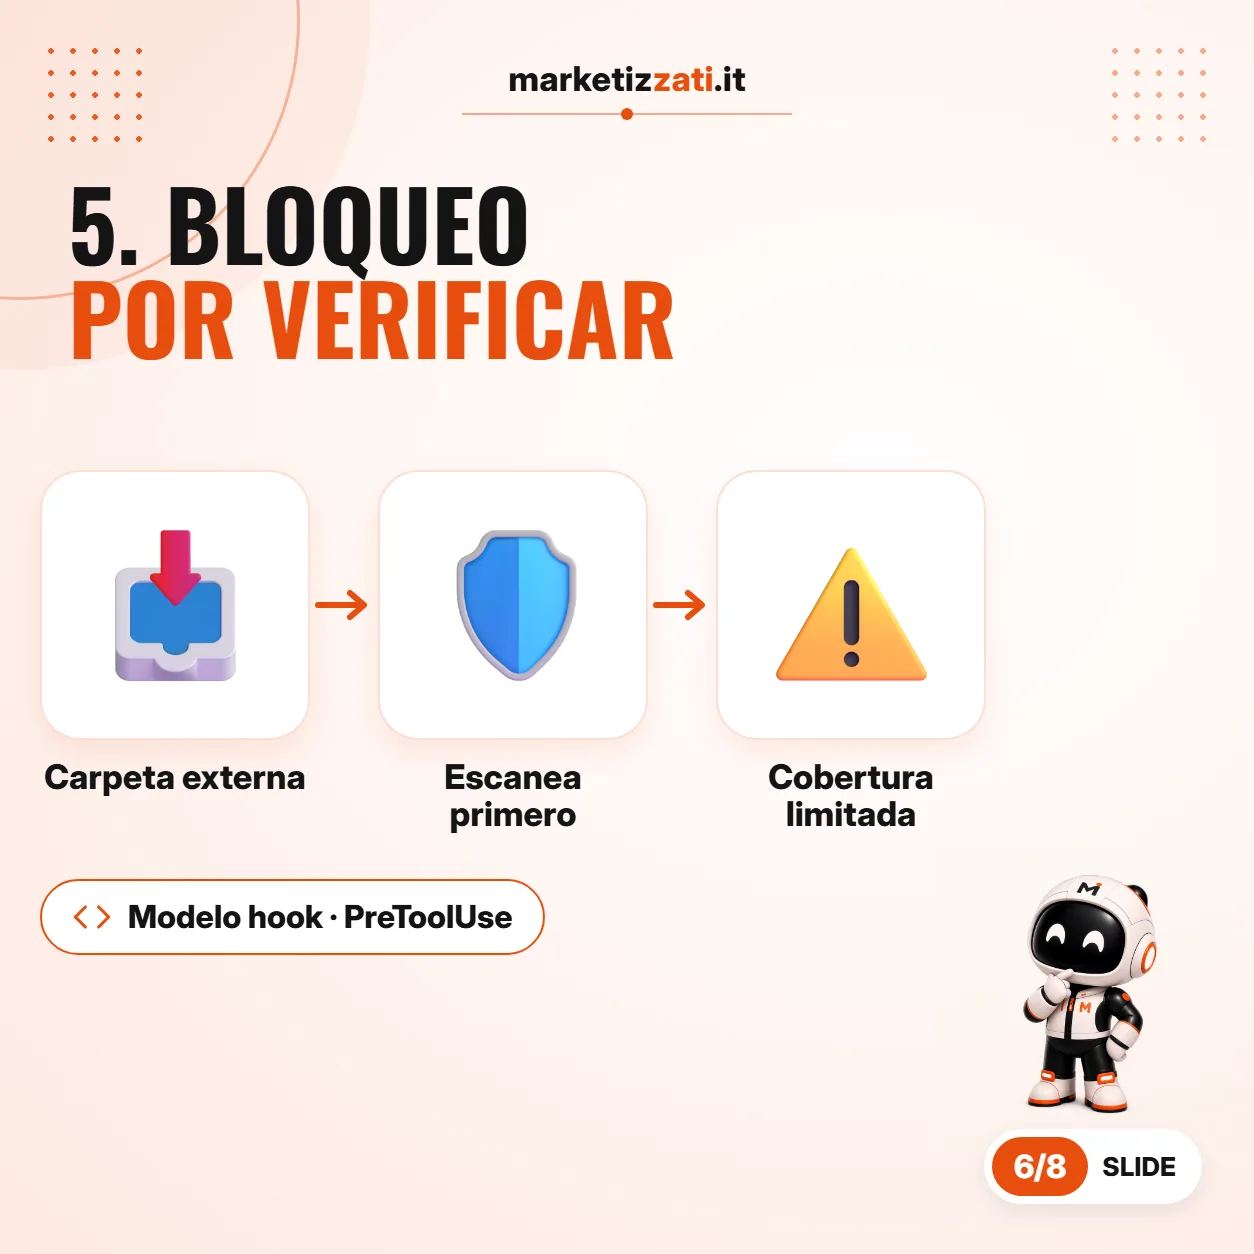 marketizzati.it
5. BLOQUEO
POR VERIFICAR
Carpeta externa
Escanea
primero
Cobertura
limitada
<> Modelo hook · PreToolUse
M
M
6/8 SLIDE